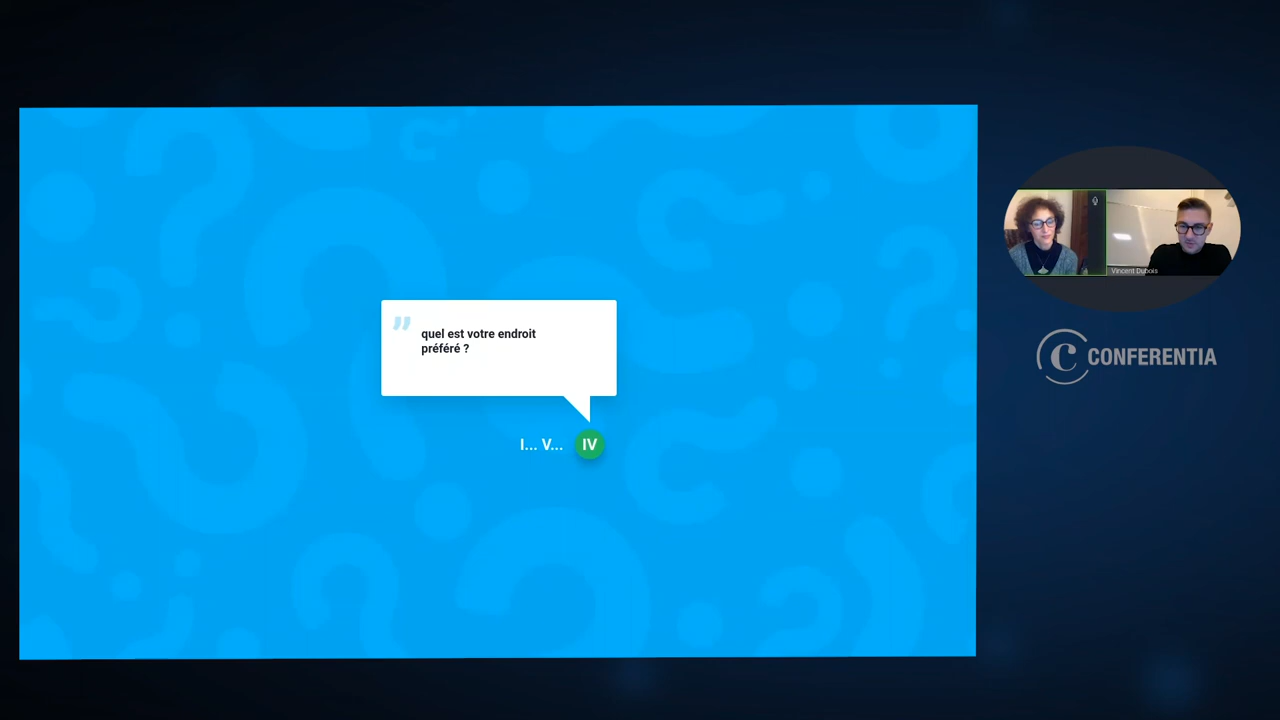 quel est votre endroit
préféré ?
I... V...
IV
Vincent Dubois
C CONFERENTIA